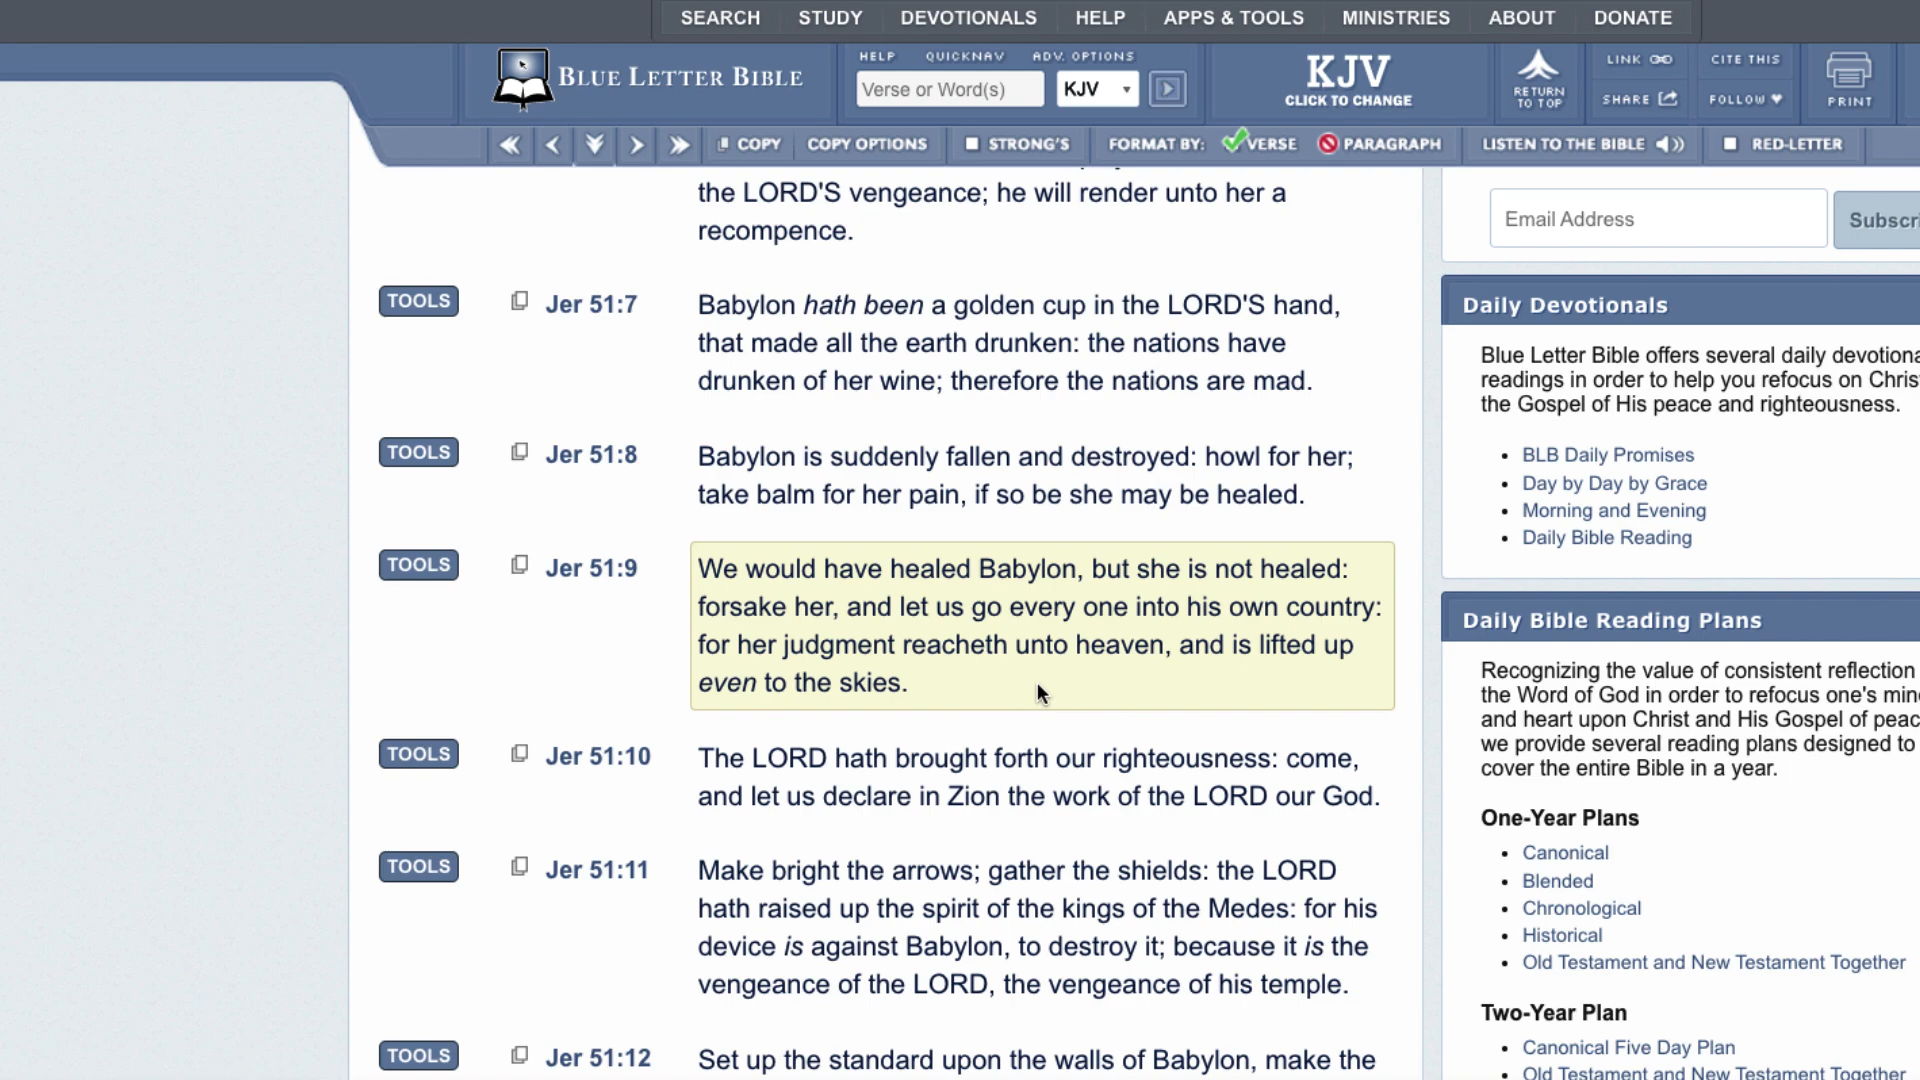 SEARCH STUDY DEVOTIONALS HELP APPS & TOOLS MINISTRIES ABOUT DONATE
HELP QUICKNAV ADV. OPTIONS
BLUE LETTER BIBLE
Verse or Word(s) KJV
KJV
CLICK TO CHANGE
RETURN
TO TOP
LINK
SHARE
CITE THIS
FOLLOW
PRINT
COPY COPY OPTIONS STRONG'S FORMAT BY: VERSE PARAGRAPH LISTEN TO THE BIBLE RED-LETTER
the LORD'S vengeance; he will render unto her a
recompence.
TOOLS Jer 51:7 Babylon hath been a golden cup in the LORD'S hand,
that made all the earth drunken: the nations have
drunken of her wine; therefore the nations are mad.
TOOLS Jer 51:8 Babylon is suddenly fallen and destroyed: howl for her;
take balm for her pain, if so be she may be healed.
TOOLS Jer 51:9 We would have healed Babylon, but she is not healed:
forsake her, and let us go every one into his own country:
for her judgment reacheth unto heaven, and is lifted up
even to the skies.
TOOLS Jer 51:10 The LORD hath brought forth our righteousness: come,
and let us declare in Zion the work of the LORD our God.
TOOLS Jer 51:11 Make bright the arrows; gather the shields: the LORD
hath raised up the spirit of the kings of the Medes: for his
device is against Babylon, to destroy it; because it is the
vengeance of the LORD, the vengeance of his temple.
TOOLS Jer 51:12 Set up the standard upon the walls of Babylon, make the
Email Address Subscri
Daily Devotionals
Blue Letter Bible offers several daily devotiona
readings in order to help you refocus on Chris
the Gospel of His peace and righteousness.
BLB Daily Promises
Day by Day by Grace
Morning and Evening
Daily Bible Reading
Daily Bible Reading Plans
Recognizing the value of consistent reflection
the Word of God in order to refocus one's min
and heart upon Christ and His Gospel of peac
we provide several reading plans designed to
cover the entire Bible in a year.
One-Year Plans
Canonical
Blended
Chronological
Historical
Old Testament and New Testament Together
Two-Year Plan
Canonical Five Day Plan
Old Testament and New Testament Together